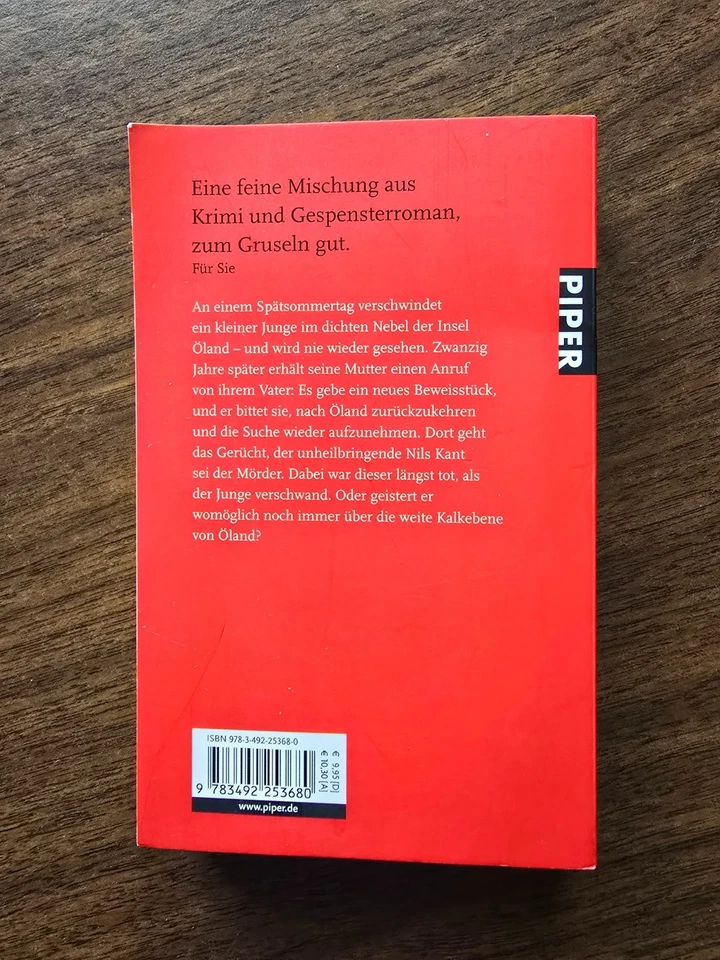 Eine feine Mischung aus
Krimi und Gespensterroman,
zum Gruseln gut.
Für Sie
An einem Spätsommertag verschwindet
ein kleiner Junge im dichten Nebel der Insel
Öland – und wird nie wieder gesehen. Zwanzig
Jahre später erhält seine Mutter einen Anruf
von ihrem Vater: Es gebe ein neues Beweisstück,
und er bittet sie, nach Öland zurückzukehren
und die Suche wieder aufzunehmen. Dort geht
das Gerücht, der unheilbringende Nils Kant
sei der Mörder. Dabei war dieser längst tot, als
der Junge verschwand. Oder geistert er
womöglich noch immer über die weite Kalkebene
von Öland?
PIPER
ISBN 978-3-492-25368-0
9 783492 253680
€ 9,95 [D]
€ 10,30 [A]
www.piper.de